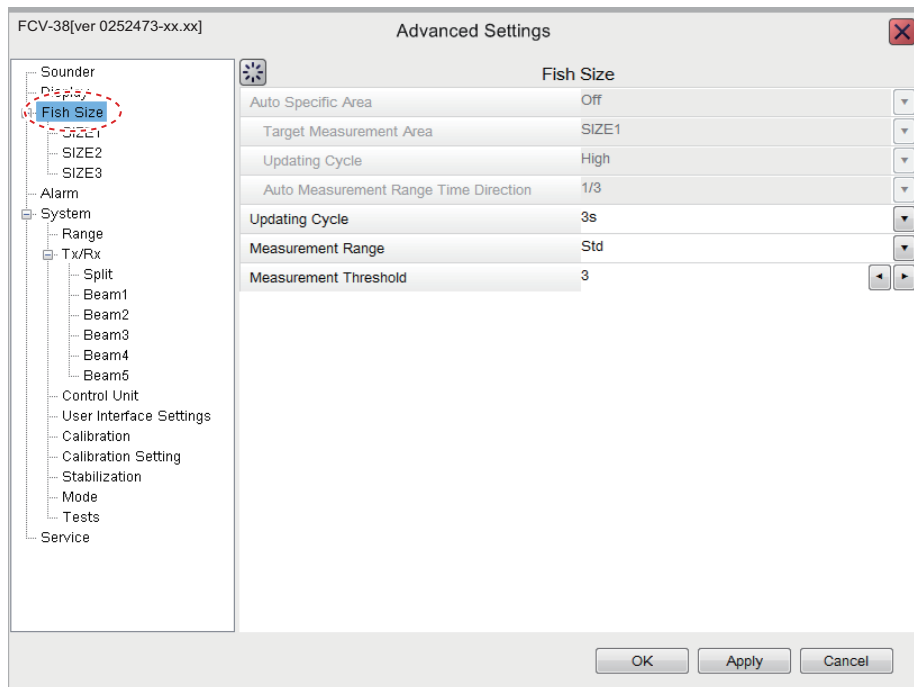 FCV-38[ver 0252473-xx.xx]
Advanced Settings
Sounder
Display
Fish Size
SIZE1
SIZE2
SIZE3
Alarm
System
Range
Tx/Rx
Split
Beam1
Beam2
Beam3
Beam4
Beam5
Control Unit
User Interface Settings
Calibration
Calibration Setting
Stabilization
Mode
Tests
Service
Fish Size
Auto Specific Area Off
Target Measurement Area SIZE1
Updating Cycle High
Auto Measurement Range Time Direction 1/3
Updating Cycle 3s
Measurement Range Std
Measurement Threshold 3
OK Apply Cancel